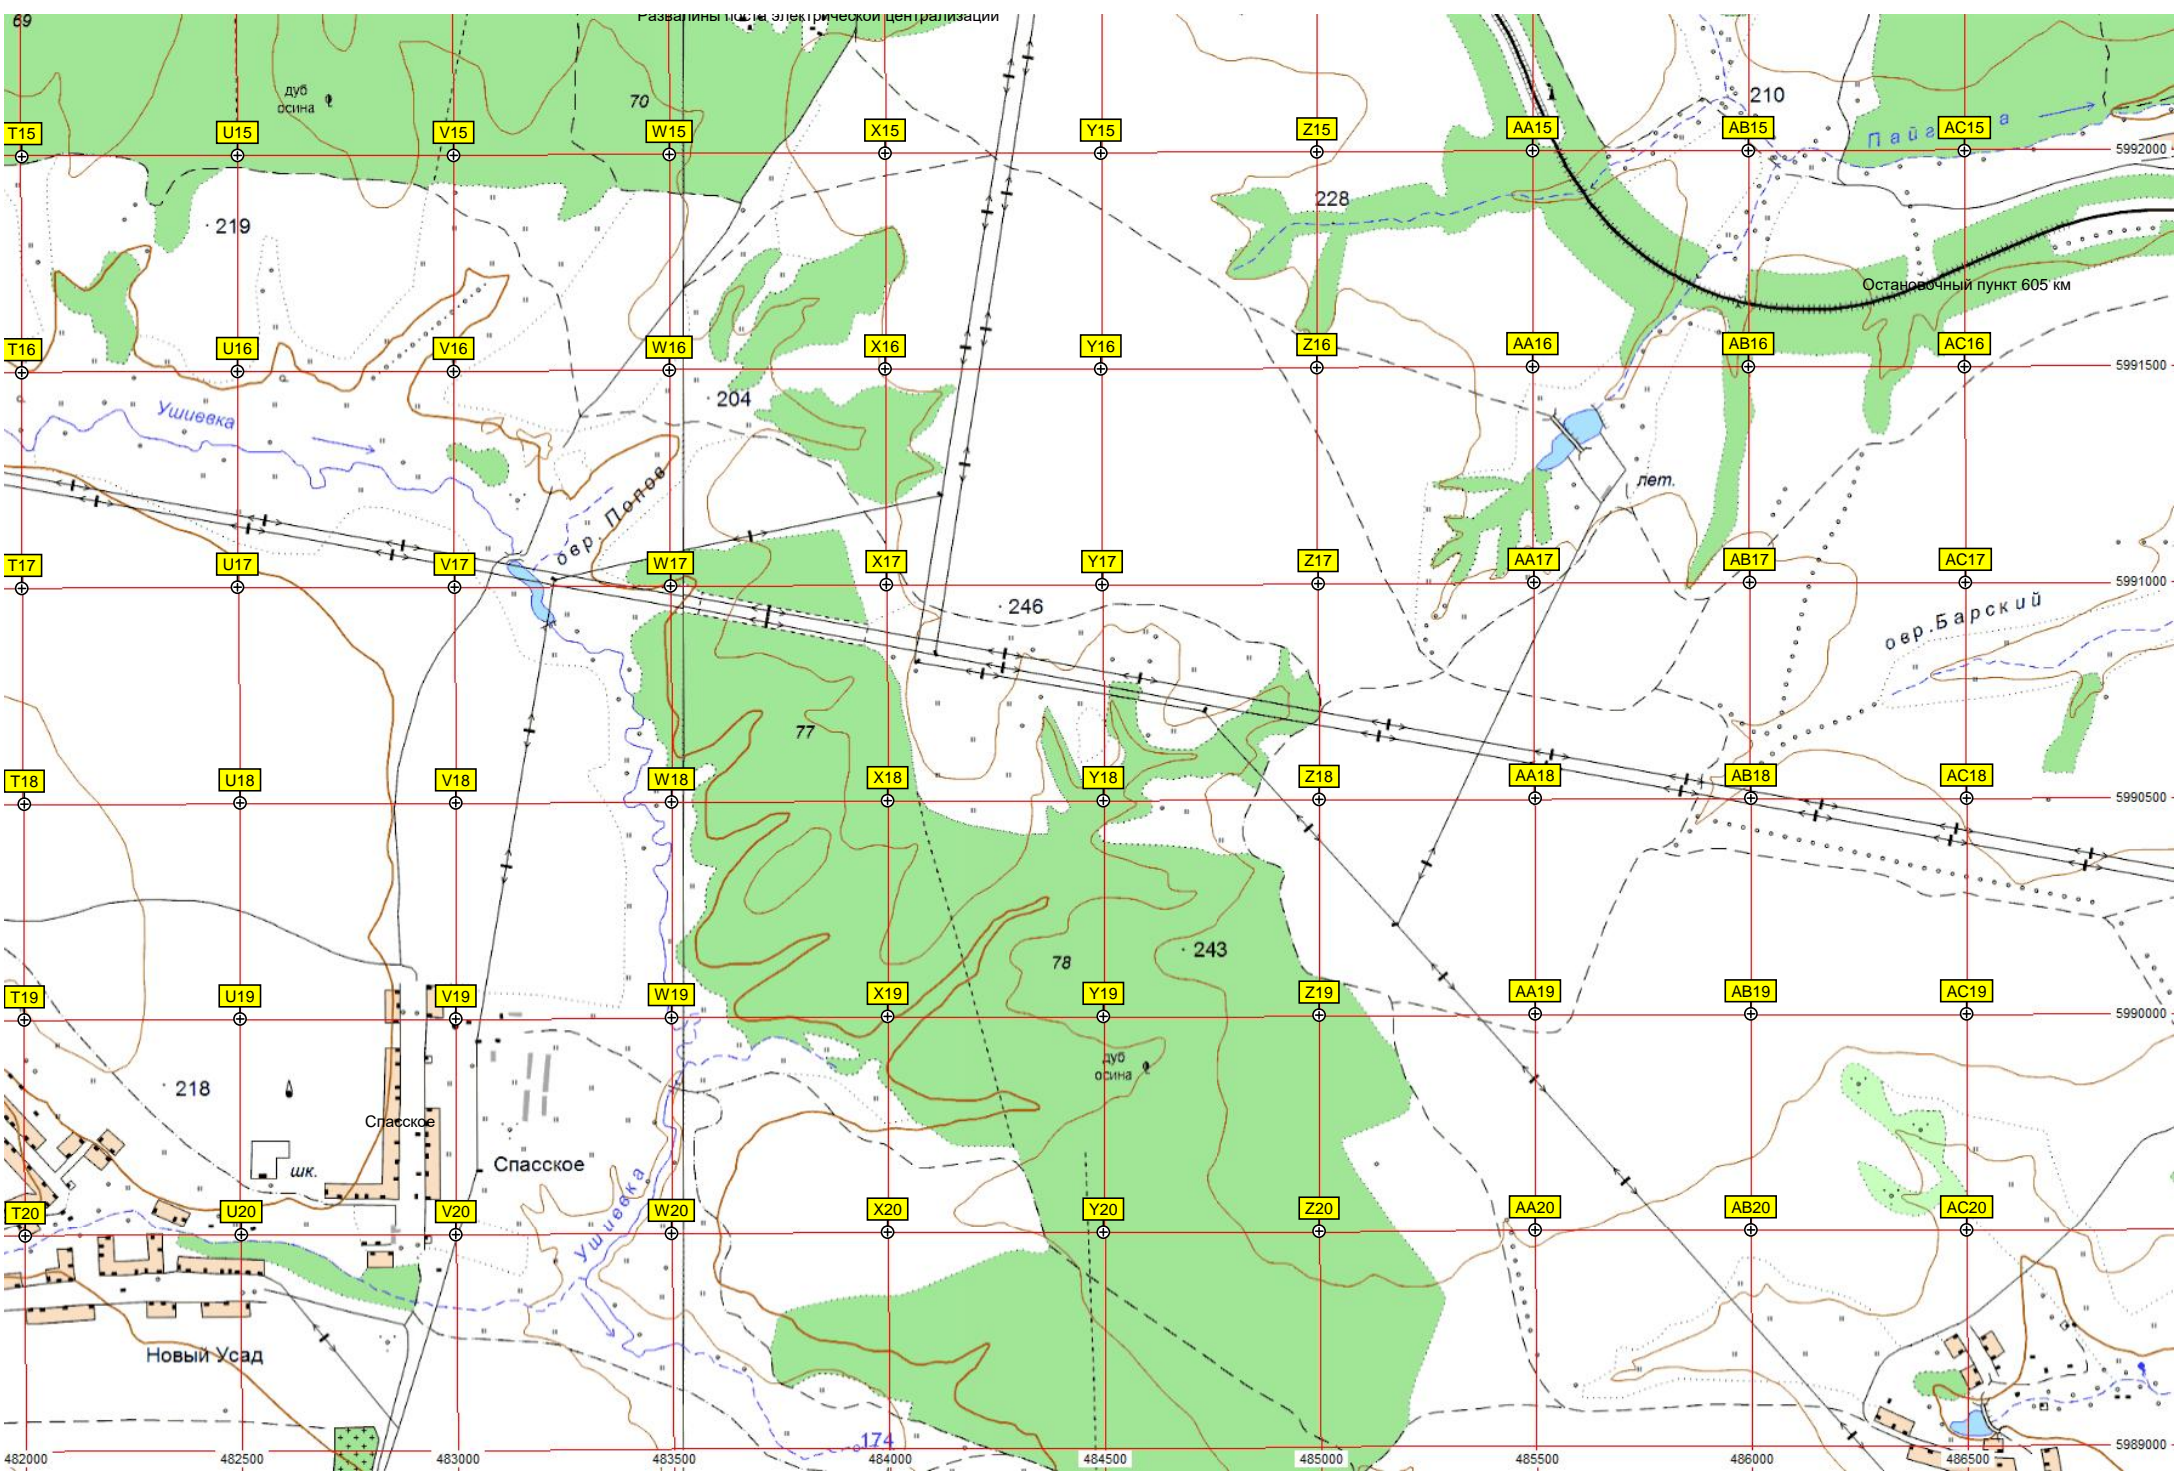 69
Развалины поста электрической централизации
дуб
осина
70
210
T15
U15
V15
W15
X15
Y15
Z15
AA15
AB15
AC15
5992000
219
228
Остановочный пункт 605 км
T16
U16
V16
W16
X16
Y16
Z16
AA16
AB16
AC16
5991500
Ушиевка
204
овр. Попов
лет.
T17
U17
V17
W17
X17
Y17
Z17
AA17
AB17
AC17
5991000
246
овр. Барский
77
T18
U18
V18
W18
X18
Y18
Z18
AA18
AB18
AC18
5990500
78
243
T19
U19
V19
W19
X19
Y19
Z19
AA19
AB19
AC19
5990000
дуб
осина
218
Спасское
шк.
Спасское
Ушиевка
T20
U20
V20
W20
X20
Y20
Z20
AA20
AB20
AC20
Новый Усад
174
5989000
482000
482500
483000
483500
484000
484500
485000
485500
486000
486500